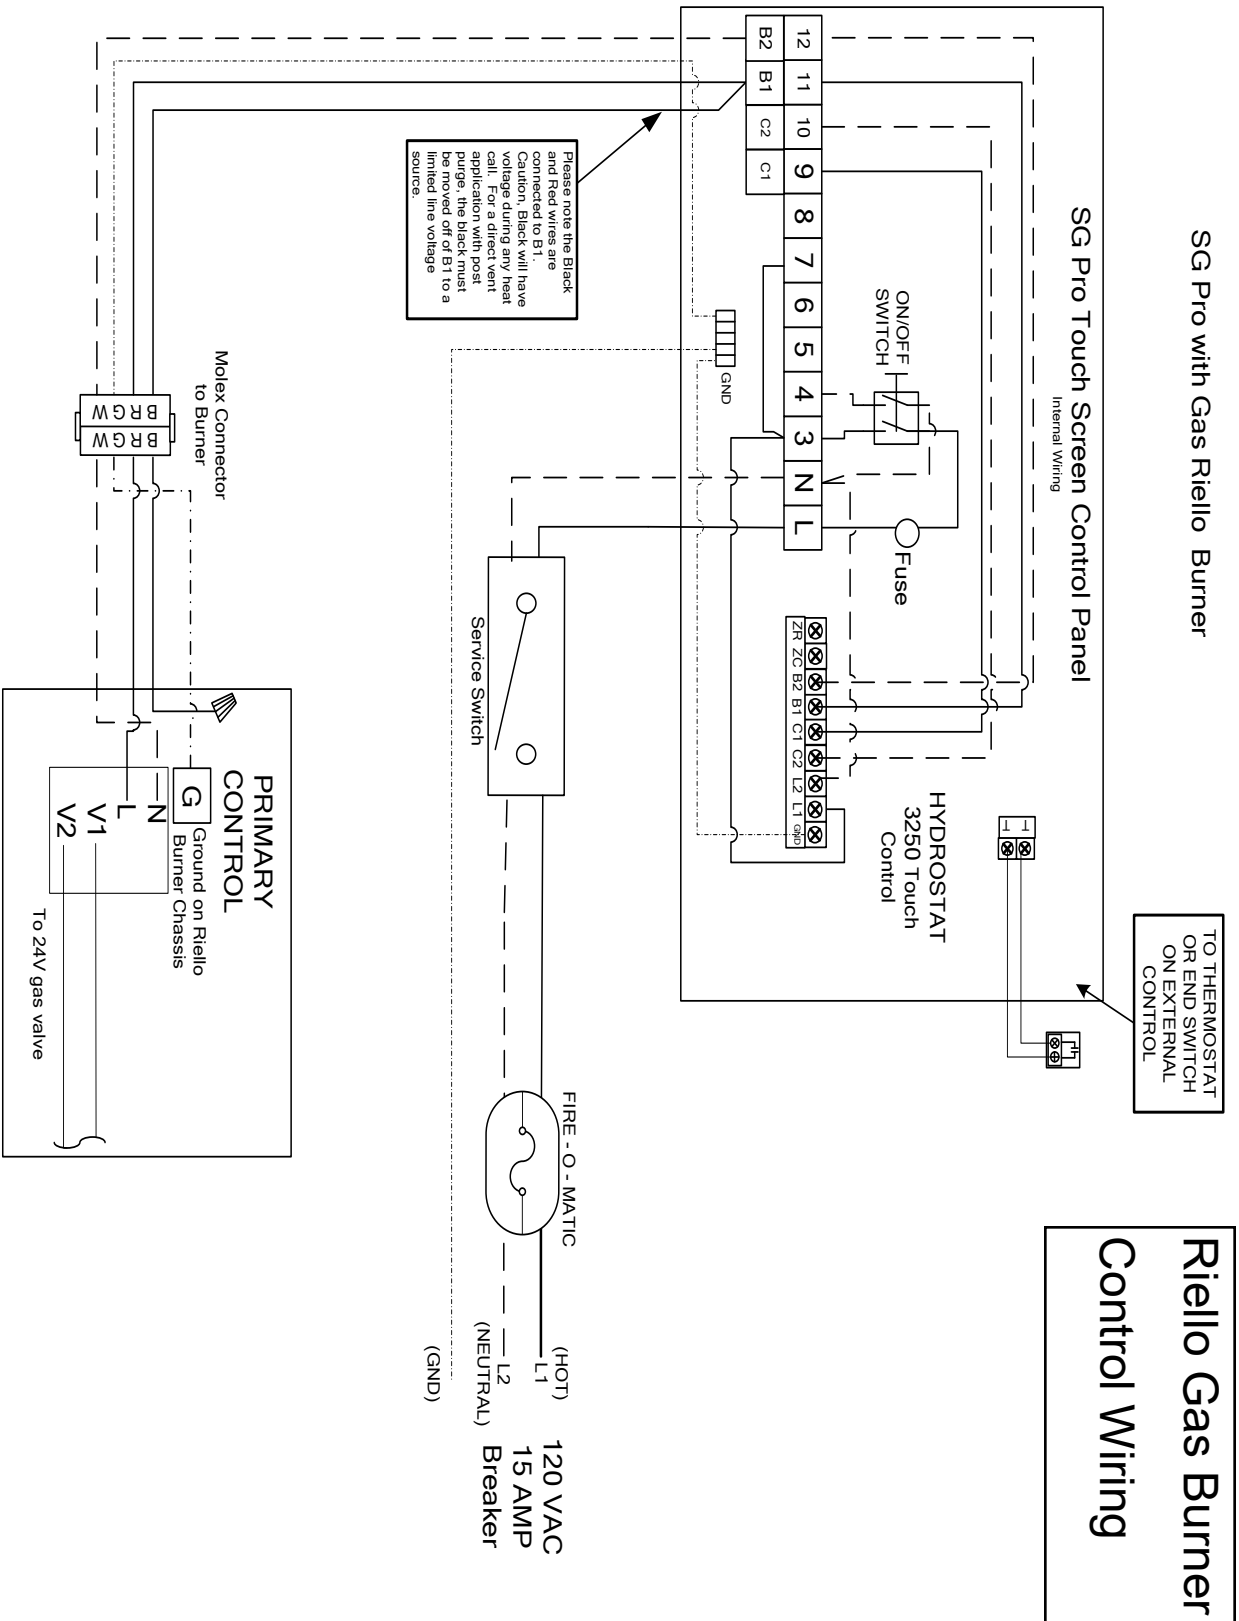 Riello Gas Burner
Control Wiring
SG Pro with Gas Riello Burner
SG Pro Touch Screen Control Panel
Internal Wiring
TO THERMOSTAT
OR END SWITCH
ON EXTERNAL
CONTROL
ON/OFF
SWITCH
Fuse
T T
HYDROSTAT
3250 Touch
Control
12 11 10 9 8 7 6 5 4 3 N L
B2 B1 C2 C1
ZR ZC B2 B1 C1 C2 L2 L1 GND
GND
Please note the Black
and Red wires are
connected to B1.
Caution, Black will have
voltage during any heat
call. For a direct vent
application with post
purge, the black must
be moved off of B1 to a
limited line voltage
source.
Service Switch
FIRE - O - MATIC
(HOT)
L1
L2
(NEUTRAL)
(GND)
120 VAC
15 AMP
Breaker
Molex Connector
to Burner
B R G W
B R G W
PRIMARY
CONTROL
G
Ground on Riello
Burner Chassis
N
L
V1
V2
To 24V gas valve